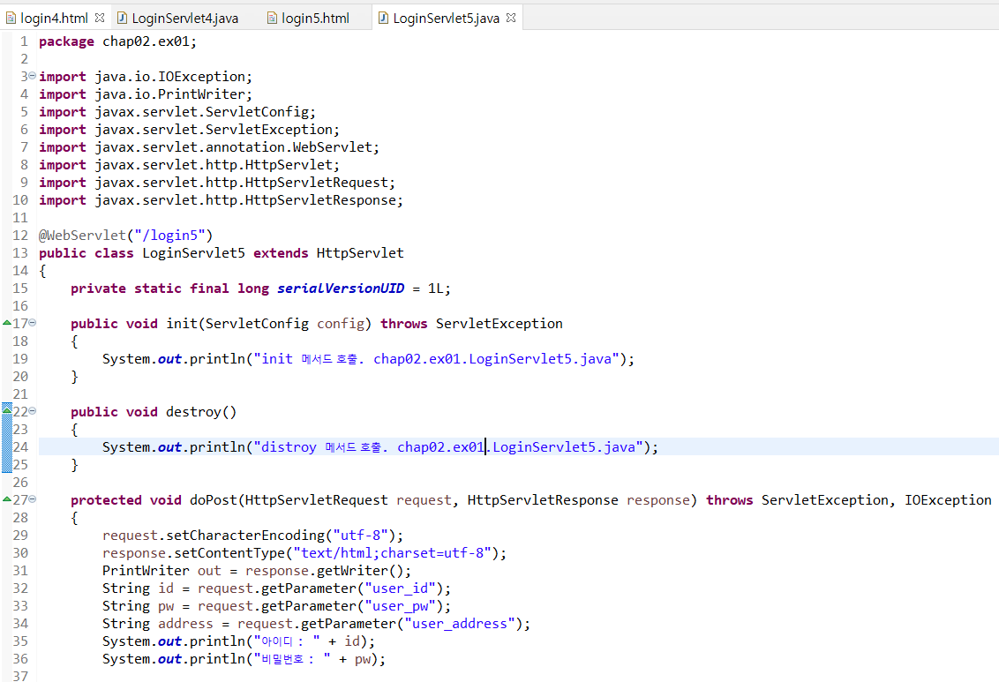 login4.html LoginServlet4.java login5.html LoginServlet5.java
1 package chap02.ex01;
2
3 import java.io.IOException;
4 import java.io.PrintWriter;
5 import javax.servlet.ServletConfig;
6 import javax.servlet.ServletException;
7 import javax.servlet.annotation.WebServlet;
8 import javax.servlet.http.HttpServlet;
9 import javax.servlet.http.HttpServletRequest;
10 import javax.servlet.http.HttpServletResponse;
11
12 @WebServlet("/login5")
13 public class LoginServlet5 extends HttpServlet
14 {
15     private static final long serialVersionUID = 1L;
16
17     public void init(ServletConfig config) throws ServletException
18     {
19         System.out.println("init 메서드 호출. chap02.ex01.LoginServlet5.java");
20     }
21
22     public void destroy()
23     {
24         System.out.println("distroy 메서드 호출. chap02.ex01.LoginServlet5.java");
25     }
26
27     protected void doPost(HttpServletRequest request, HttpServletResponse response) throws ServletException, IOException
28     {
29         request.setCharacterEncoding("utf-8");
30         response.setContentType("text/html;charset=utf-8");
31         PrintWriter out = response.getWriter();
32         String id = request.getParameter("user_id");
33         String pw = request.getParameter("user_pw");
34         String address = request.getParameter("user_address");
35         System.out.println("아이디 : " + id);
36         System.out.println("비밀번호 : " + pw);
37